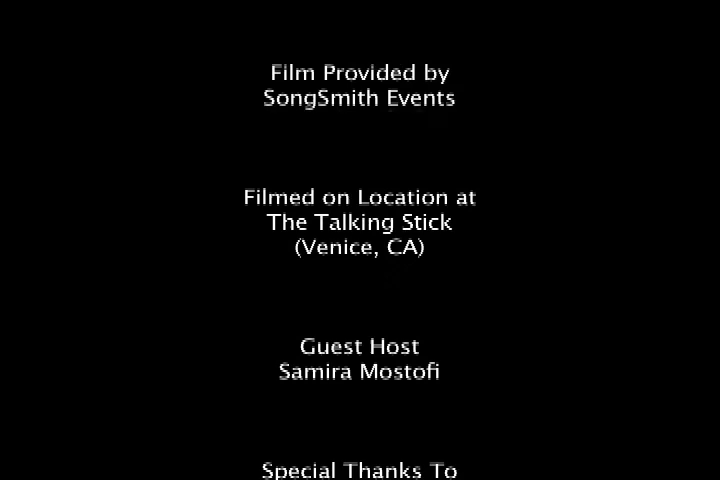 Film Provided by
SongSmith Events
Filmed on Location at
The Talking Stick
(Venice, CA)
Guest Host
Samira Mostofi
Special Thanks To